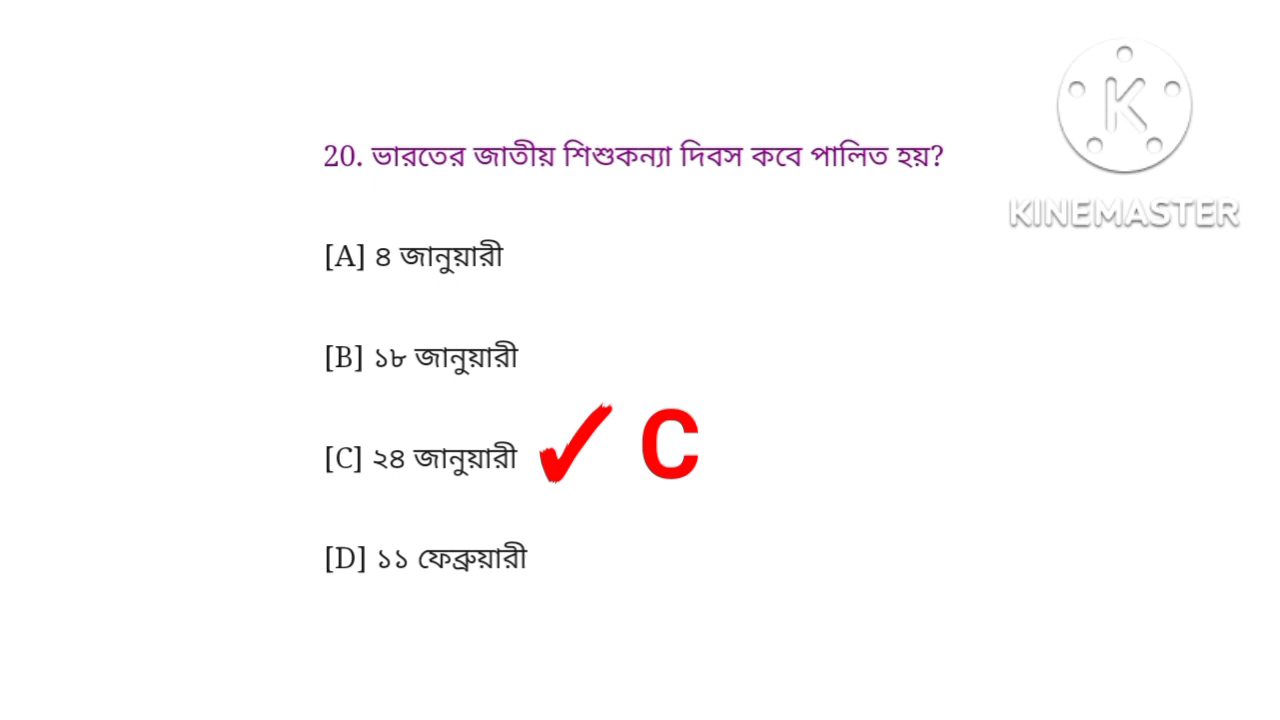 20. ভারতের জাতীয় শিশুকন্যা দিবস কবে পালিত হয়?
[A] ৪ জানুয়ারী
[B] ১৮ জানুয়ারী
[C] ২৪ জানুয়ারী ✓ C
[D] ১১ ফেব্রুয়ারী
K
KINEMASTER